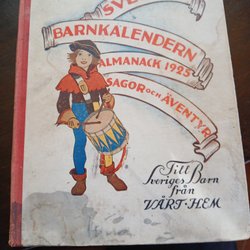 BARNKALENDERN
ALMANACK 1925
SAGOR OCH ÄVENTYR
Till
Sveriges Barn
från
VÅRT·HEM